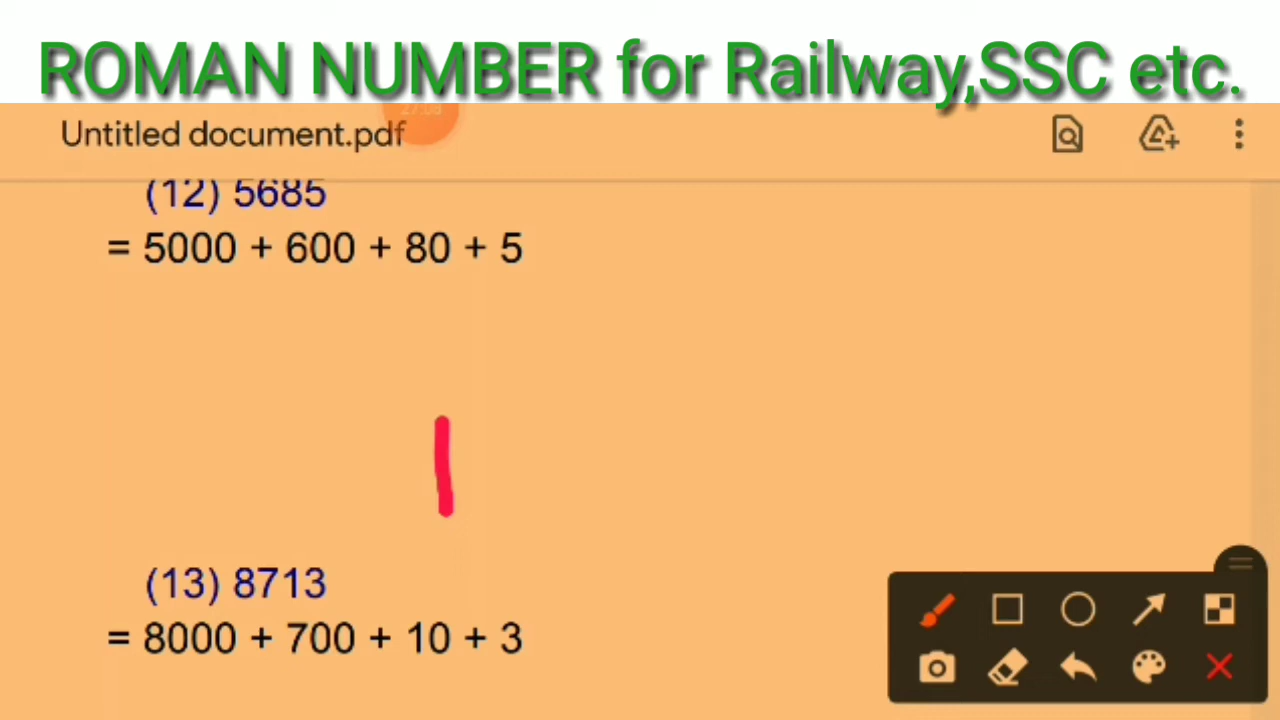 ROMAN NUMBER for Railway,SSC etc.
Untitled document.pdf
(12) 5685
= 5000 + 600 + 80 + 5
(13) 8713
= 8000 + 700 + 10 + 3